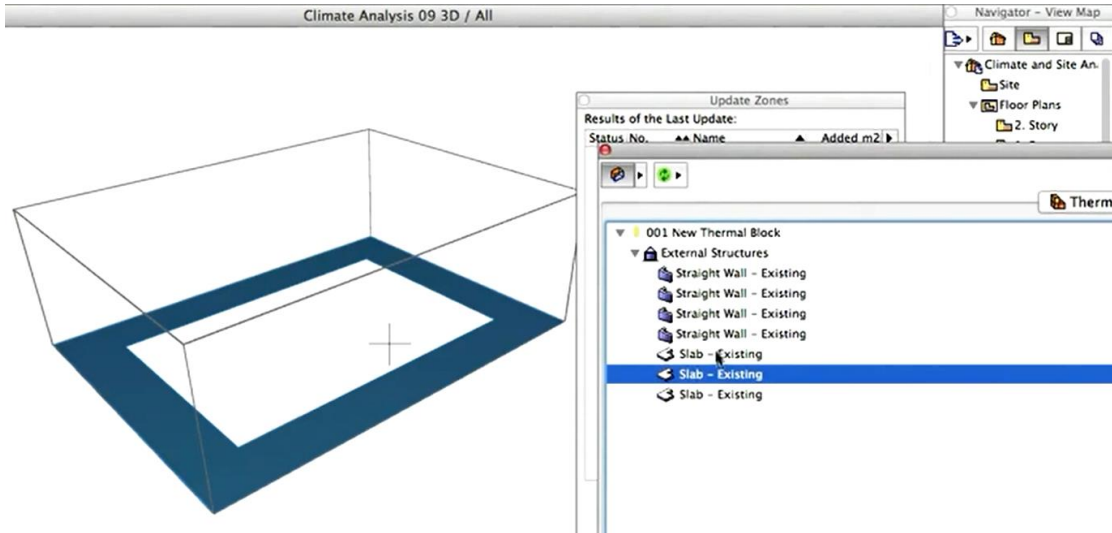 Climate Analysis 09 3D / All
Navigator - View Map
Climate and Site An
Site
Floor Plans
2. Story
Update Zones
Results of the Last Update:
Status No. Name Added m2
Therm
001 New Thermal Block
External Structures
Straight Wall - Existing
Straight Wall - Existing
Straight Wall - Existing
Straight Wall - Existing
Slab - Existing
Slab - Existing
Slab - Existing